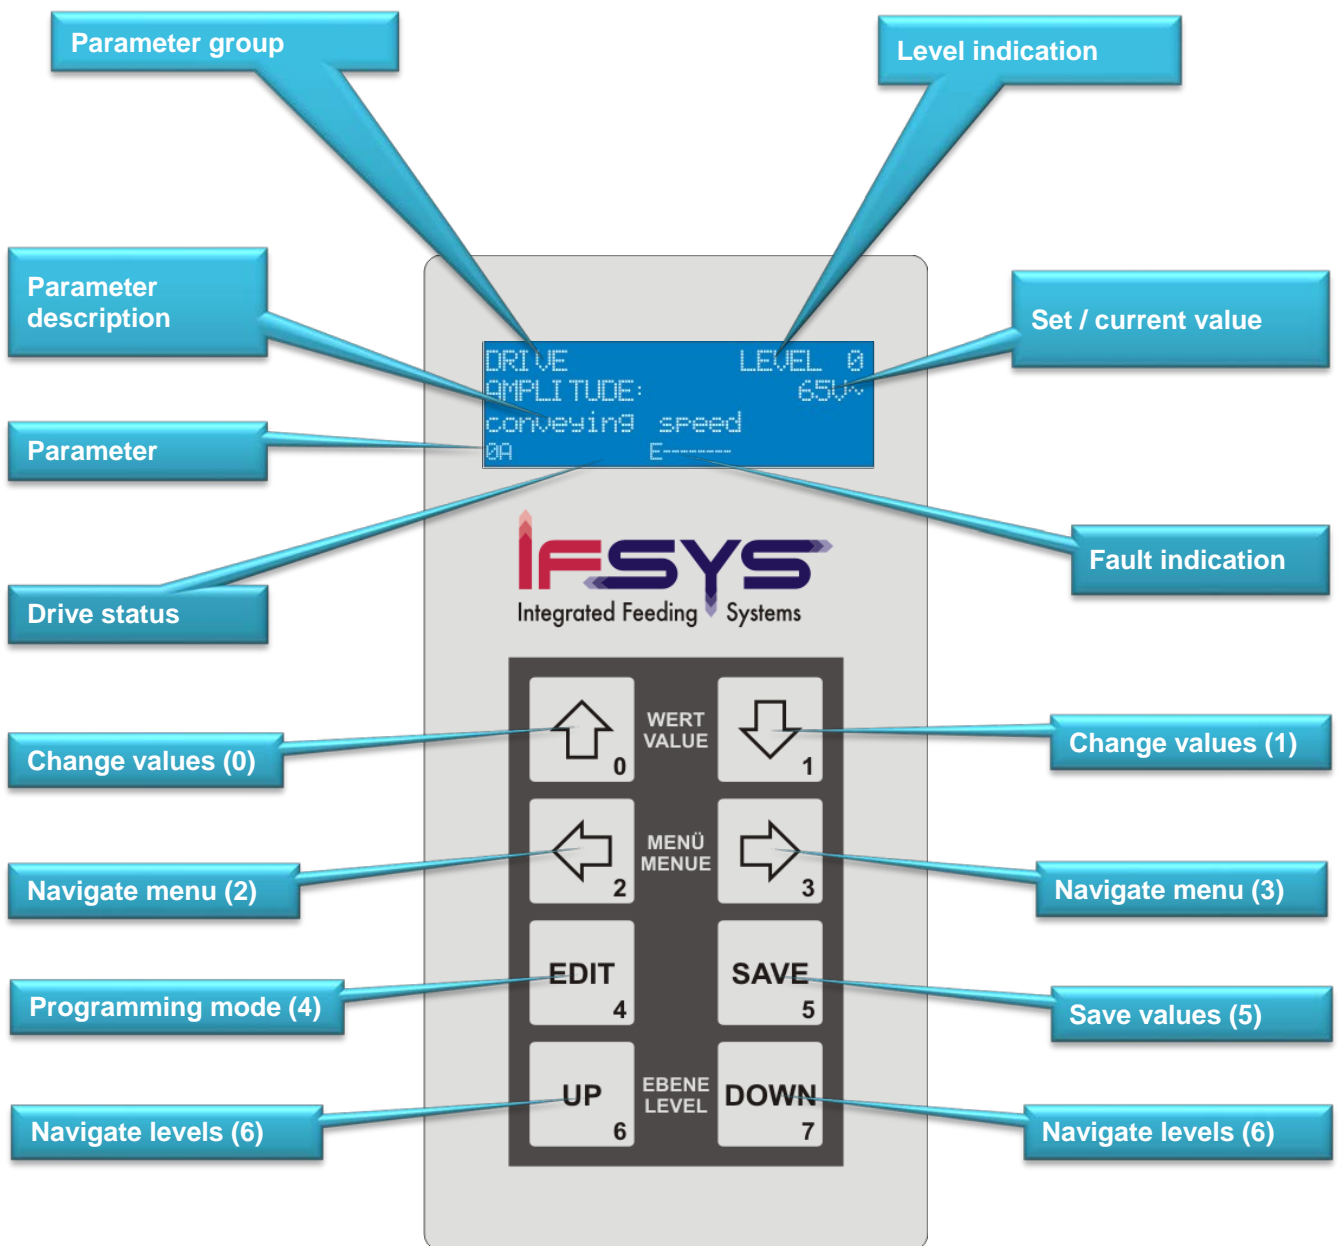 Parameter group
Level indication
Parameter
description
Set / current value
DRIVE LEVEL 0
AMPLITUDE: 65V~
conveying speed
0A E--------
Parameter
Fault indication
Drive status
IFSYS
Integrated Feeding Systems
Change values (0)
0
WERT
VALUE
1
Change values (1)
Navigate menu (2)
2
MENÜ
MENUE
3
Navigate menu (3)
Programming mode (4)
EDIT
4
SAVE
5
Save values (5)
Navigate levels (6)
UP
6
EBENE
LEVEL
DOWN
7
Navigate levels (6)